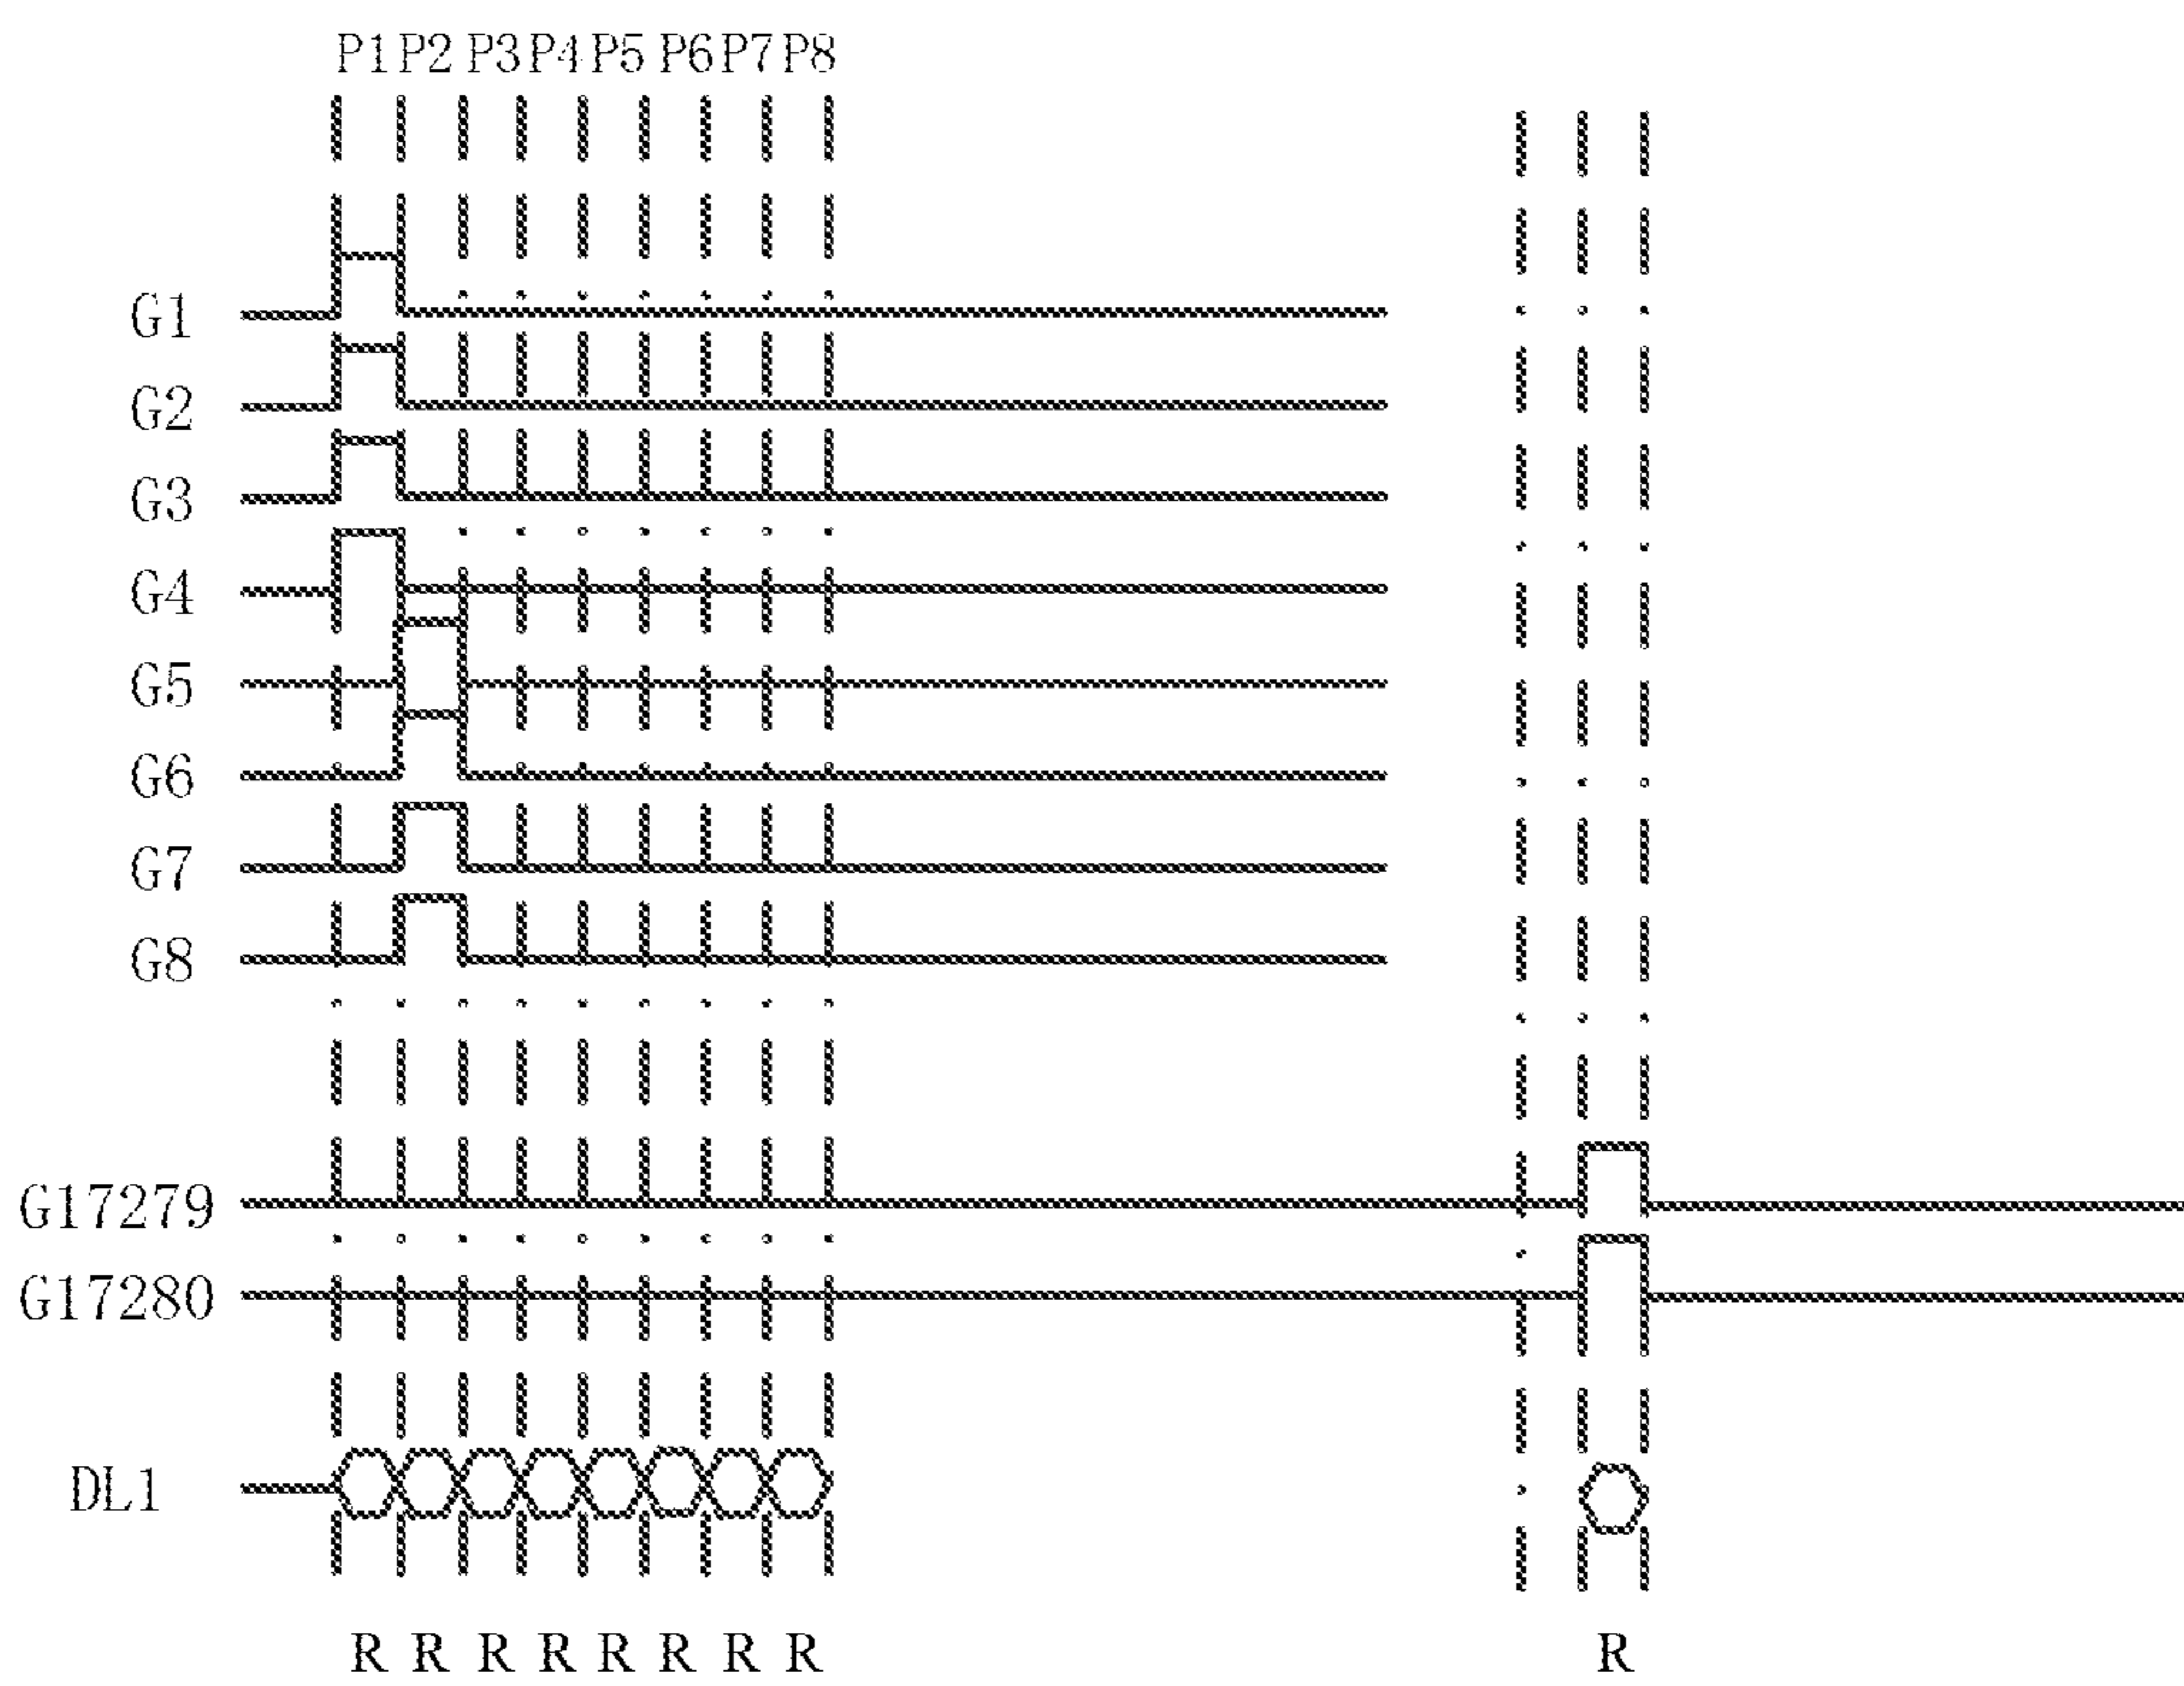 P1 P2 P3 P4 P5 P6 P7 P8
G1
G2
G3
G4
G5
G6
G7
G8
G17279
G17280
DL1
R R R R R R R R R